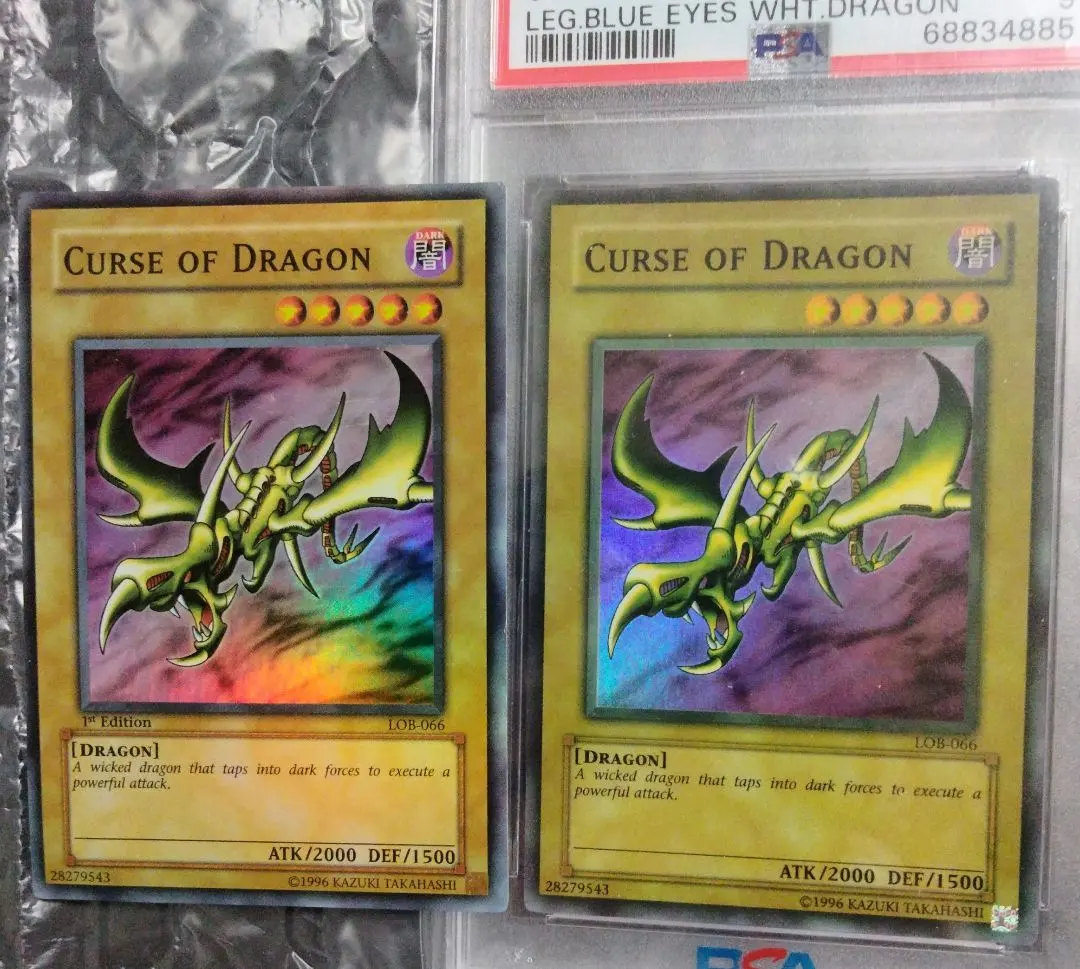 LEG.BLUE EYES WHT.DRAGON
68834885
PSA
CURSE OF DRAGON
DARK
闇
1st Edition
LOB-066
[DRAGON]
A wicked dragon that taps into dark forces to execute a
powerful attack.
ATK/2000 DEF/1500
28279543
©1996 KAZUKI TAKAHASHI
CURSE OF DRAGON
DARK
闇
LOB-066
[DRAGON]
A wicked dragon that taps into dark forces to execute a
powerful attack.
ATK/2000 DEF/1500
28279543
©1996 KAZUKI TAKAHASHI
PSA